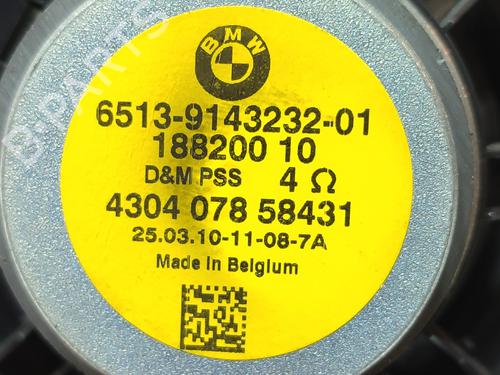 BMW
6513-9143232-01
188200 10
D&M PSS 4 Ω
4304 078 58431
25.03.10-11-08-7A
Made in Belgium
B-PARTS